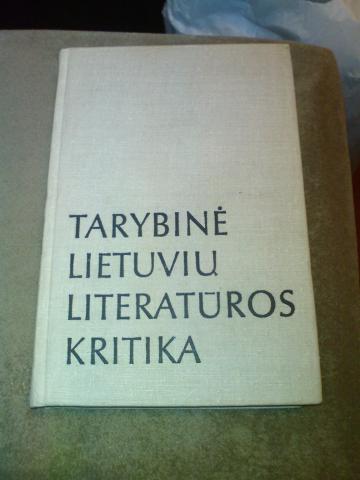 TARYBINĖ
LIETUVIŲ
LITERATŪROS
KRITIKA